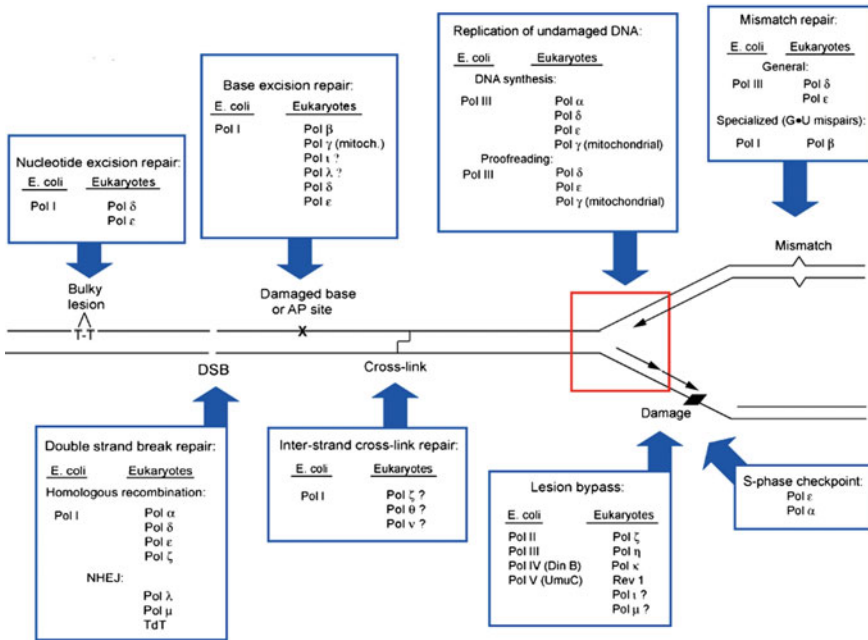 Nucleotide excision repair:
E. coli Eukaryotes
Pol I Pol δ
Pol ε
Base excision repair:
E. coli Eukaryotes
Pol I Pol β
Pol γ (mitoch.)
Pol ι ?
Pol λ ?
Pol δ
Pol ε
Replication of undamaged DNA:
E. coli Eukaryotes
DNA synthesis:
Pol III Pol α
Pol δ
Pol ε
Pol γ (mitochondrial)
Proofreading:
Pol III Pol δ
Pol ε
Pol γ (mitochondrial)
Mismatch repair:
E. coli Eukaryotes
General:
Pol III Pol δ
Pol ε
Specialized (G•U mispairs):
Pol I Pol β
Bulky
lesion
T-T
Damaged base
or AP site
X
Mismatch
DSB
Cross-link
Damage
Double strand break repair:
E. coli Eukaryotes
Homologous recombination:
Pol I Pol α
Pol δ
Pol ε
Pol ζ
NHEJ:
Pol λ
Pol μ
TdT
Inter-strand cross-link repair:
E. coli Eukaryotes
Pol I Pol ζ ?
Pol θ ?
Pol ν ?
Lesion bypass:
E. coli Eukaryotes
Pol II Pol ζ
Pol III Pol η
Pol IV (Din B) Pol κ
Pol V (UmuC) Rev 1
Pol ι ?
Pol μ ?
S-phase checkpoint:
Pol ε
Pol α